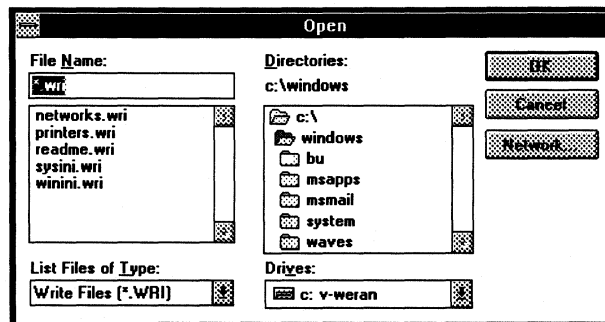 Open
File Name:
*.wri
networks.wri
printers.wri
readme.wri
sysini.wri
winini.wri
List Files of Type:
Write Files (*.WRI)
Directories:
c:\windows
c:\
windows
bu
msapps
msmail
system
waves
Drives:
c: v-weran
OK
Cancel
Network...